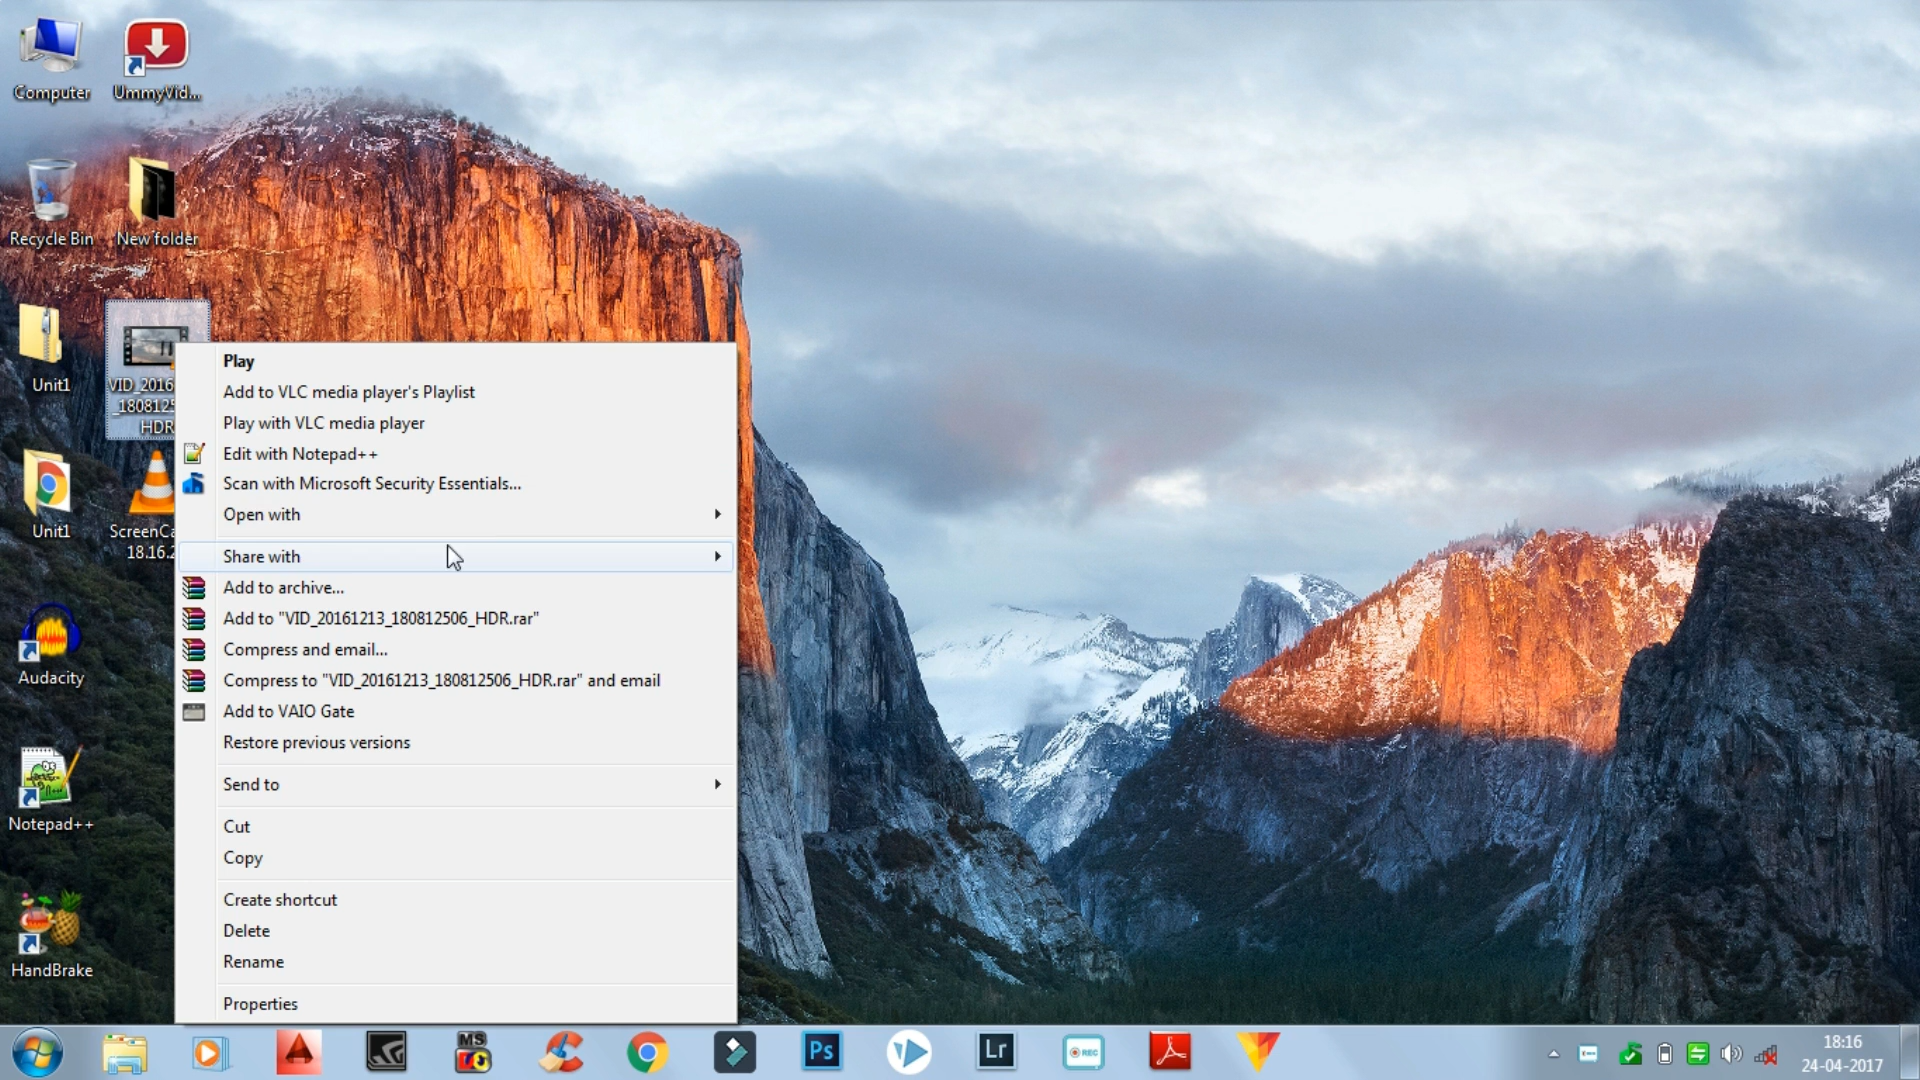 Computer
UmmyVid...
Recycle Bin
New folder
Unit1
VID_2016
_1808125
HDR
Unit1
ScreenCa
18.16.2
Audacity
Notepad++
HandBrake
Play
Add to VLC media player's Playlist
Play with VLC media player
Edit with Notepad++
Scan with Microsoft Security Essentials...
Open with
Share with
Add to archive...
Add to "VID_20161213_180812506_HDR.rar"
Compress and email...
Compress to "VID_20161213_180812506_HDR.rar" and email
Add to VAIO Gate
Restore previous versions
Send to
Cut
Copy
Create shortcut
Delete
Rename
Properties
MS
Ps
Lr
REC
18:16
24-04-2017